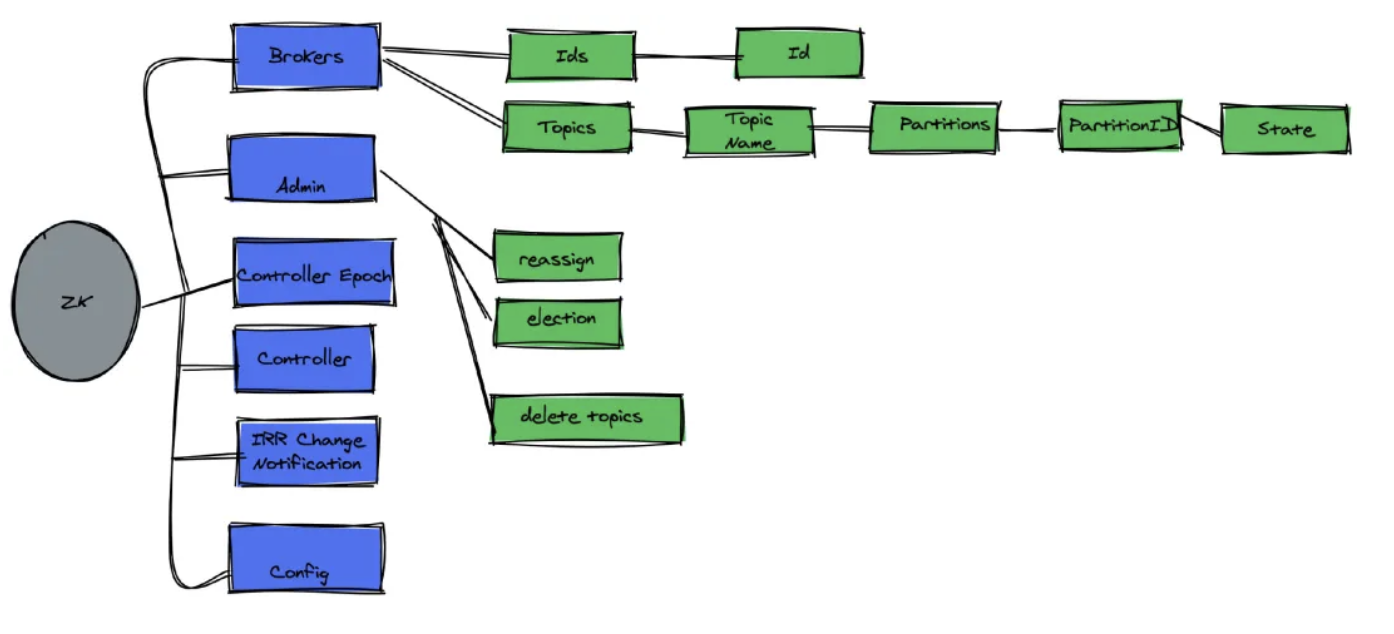 Brokers
Ids
Id
Topics
Topic
Name
Partitions
PartitionID
State
Admin
reassign
election
delete topics
ZK
Controller Epoch
Controller
IRR Change
Notification
Config